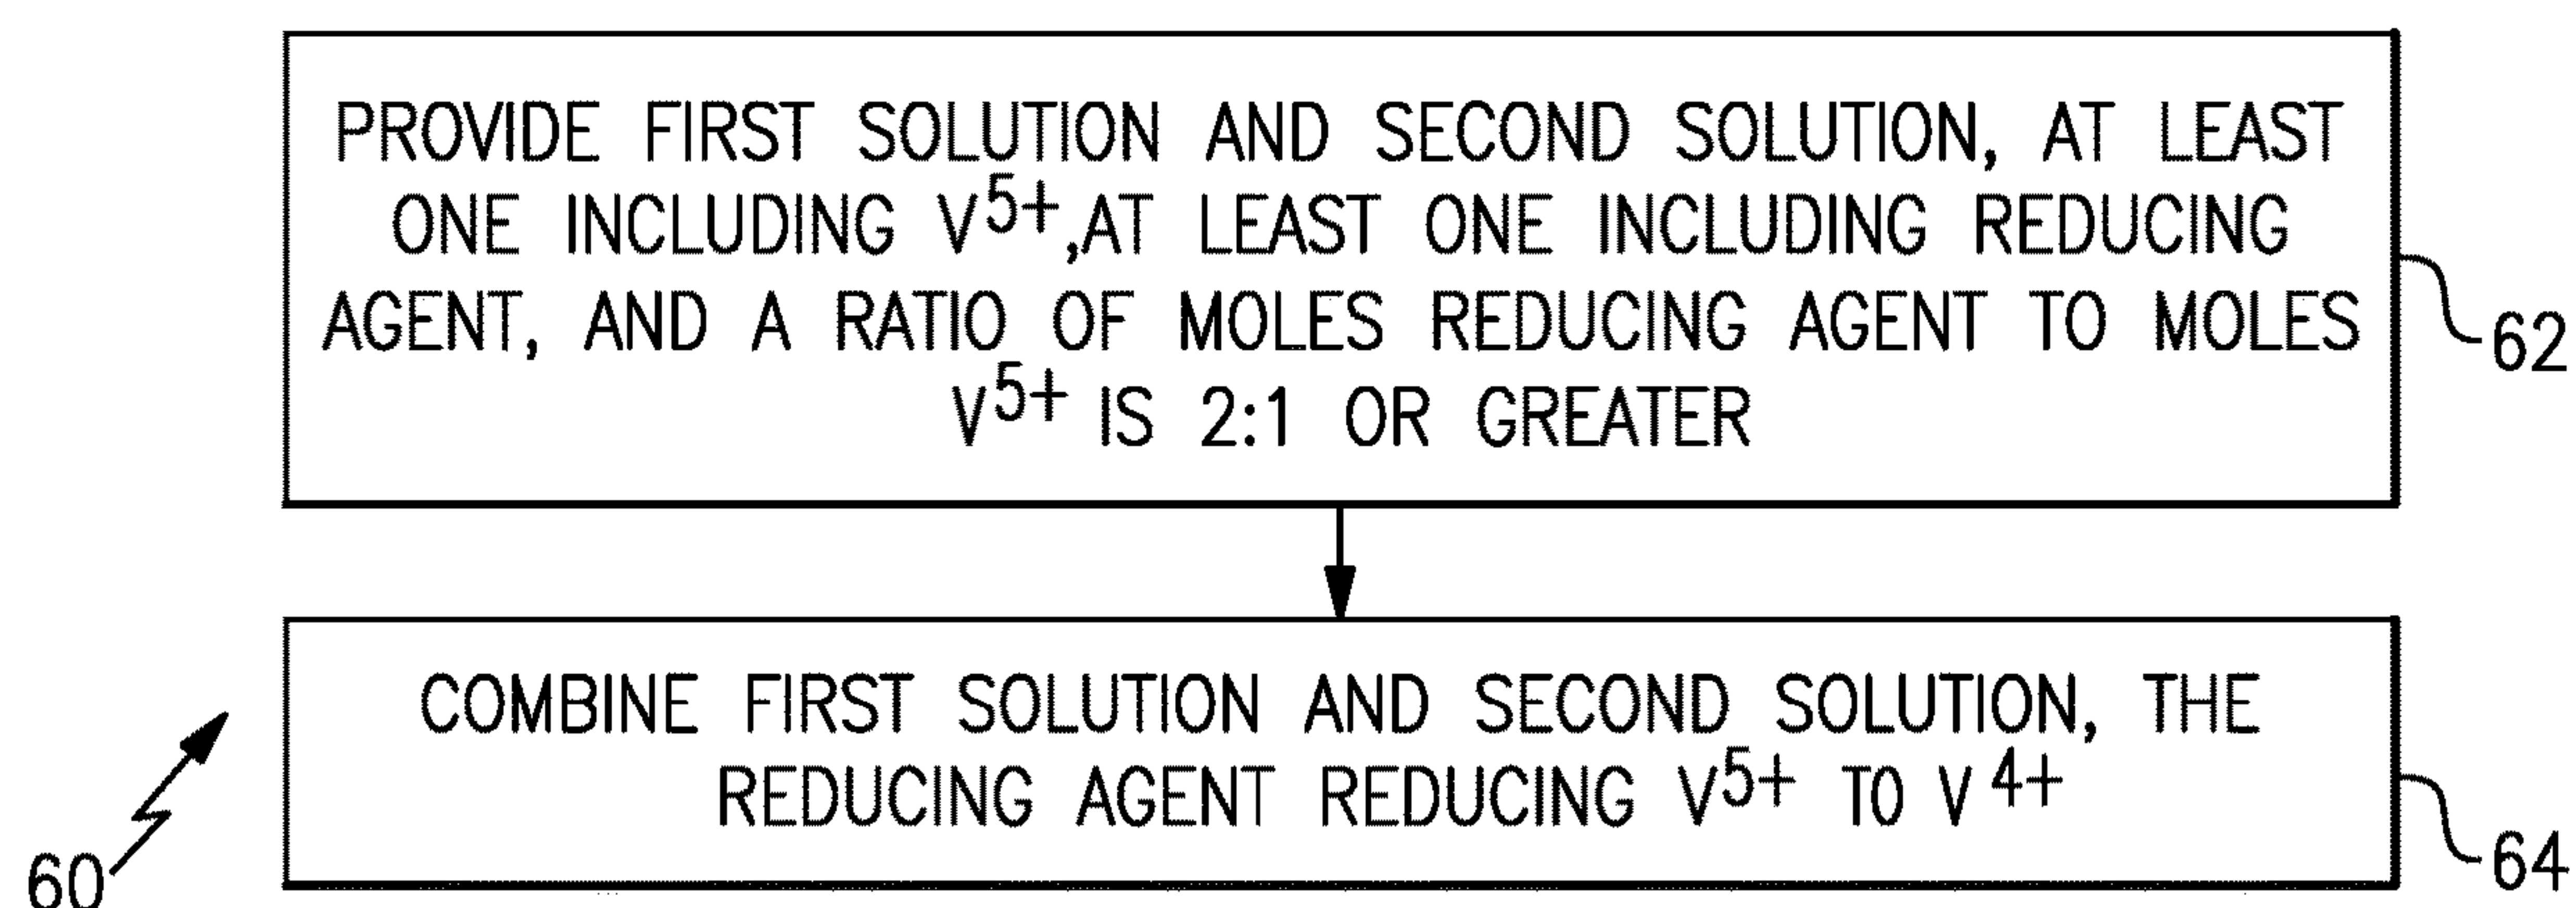 PROVIDE FIRST SOLUTION AND SECOND SOLUTION, AT LEAST
ONE INCLUDING V5+,AT LEAST ONE INCLUDING REDUCING
AGENT, AND A RATIO OF MOLES REDUCING AGENT TO MOLES
V5+ IS 2:1 OR GREATER
62
COMBINE FIRST SOLUTION AND SECOND SOLUTION, THE
REDUCING AGENT REDUCING V5+ TO V4+
64
60